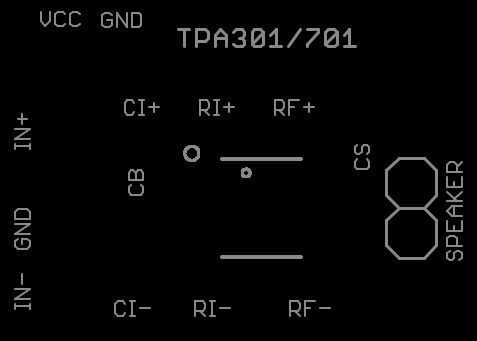 VCC GND
TPA301/701
CI+ RI+ RF+
IN+
CS
CB
SPEAKER
GND
IN-
CI- RI- RF-